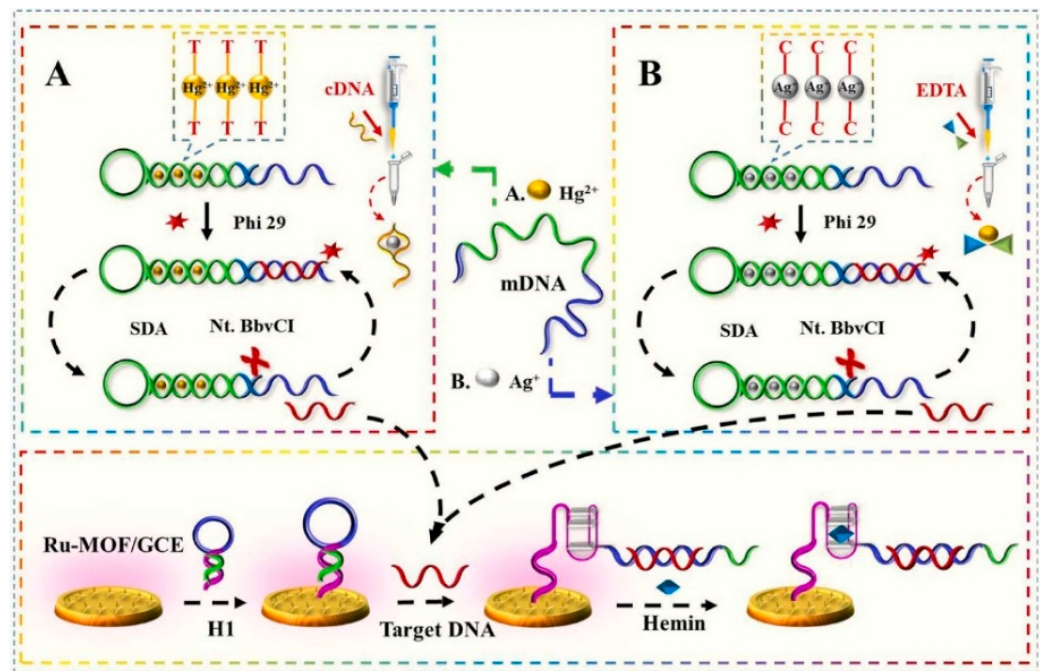 A
T T T
Hg²⁺ Hg²⁺ Hg²⁺
T T T
cDNA
Phi 29
SDA
Nt. BbvCI
A. Hg²⁺
mDNA
B. Ag⁺
B
C C C
Ag⁺ Ag⁺ Ag⁺
C C C
EDTA
Phi 29
SDA
Nt. BbvCI
Ru-MOF/GCE
H1
Target DNA
Hemin